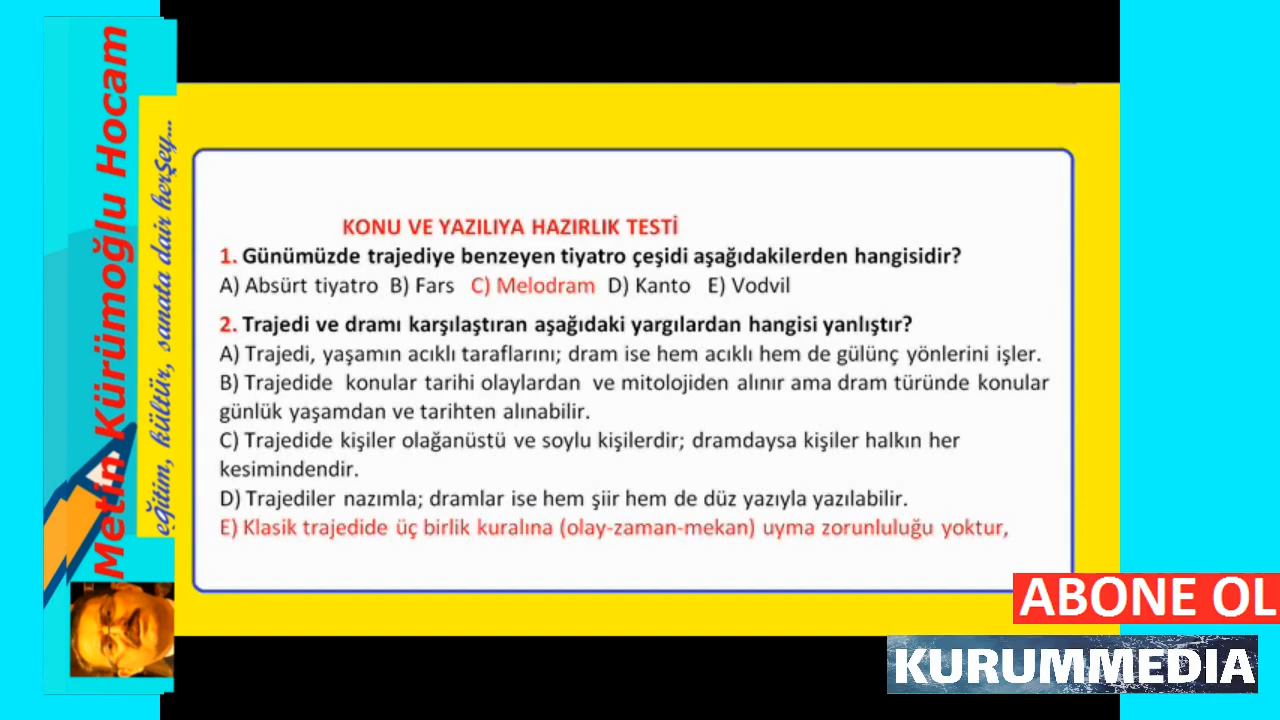 Metin Kürümoğlu Hocam
eğitim, kültür, sanata dair herşey...
KONU VE YAZILIYA HAZIRLIK TESTİ
1. Günümüzde trajediye benzeyen tiyatro çeşidi aşağıdakilerden hangisidir?
A) Absürt tiyatro B) Fars C) Melodram D) Kanto E) Vodvil
2. Trajedi ve dramı karşılaştıran aşağıdaki yargılardan hangisi yanlıştır?
A) Trajedi, yaşamın acıklı taraflarını; dram ise hem acıklı hem de gülünç yönlerini işler.
B) Trajedide konular tarihi olaylardan ve mitolojiden alınır ama dram türünde konular
günlük yaşamdan ve tarihten alınabilir.
C) Trajedide kişiler olağanüstü ve soylu kişilerdir; dramdaysa kişiler halkın her
kesimindendir.
D) Trajediler nazımla; dramlar ise hem şiir hem de düz yazıyla yazılabilir.
E) Klasik trajedide üç birlik kuralına (olay-zaman-mekan) uyma zorunluluğu yoktur,
ABONE OL
KURUMMEDIA